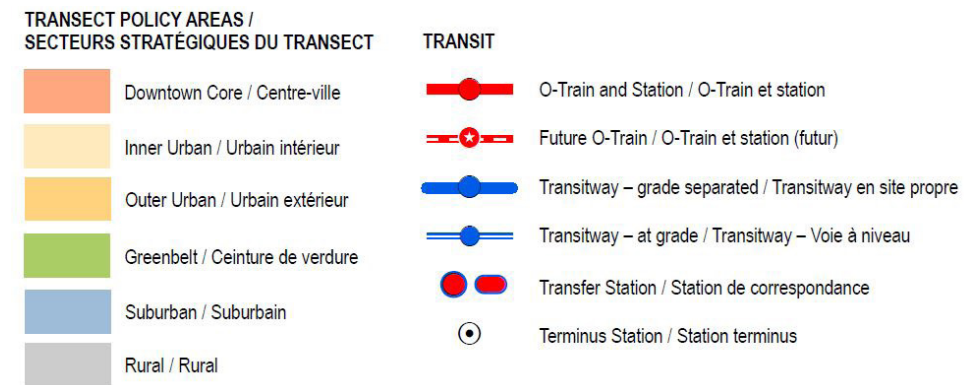 TRANSECT POLICY AREAS /
SECTEURS STRATÉGIQUES DU TRANSECT
Downtown Core / Centre-ville
Inner Urban / Urbain intérieur
Outer Urban / Urbain extérieur
Greenbelt / Ceinture de verdure
Suburban / Suburbain
Rural / Rural
TRANSIT
O-Train and Station / O-Train et station
Future O-Train / O-Train et station (futur)
Transitway – grade separated / Transitway en site propre
Transitway – at grade / Transitway – Voie à niveau
Transfer Station / Station de correspondance
Terminus Station / Station terminus